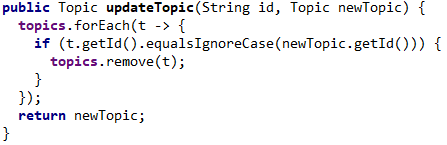 public Topic updateTopic(String id, Topic newTopic) {
  topics.forEach(t -> {
    if (t.getId().equalsIgnoreCase(newTopic.getId())) {
      topics.remove(t);
    }
  });
  return newTopic;
}